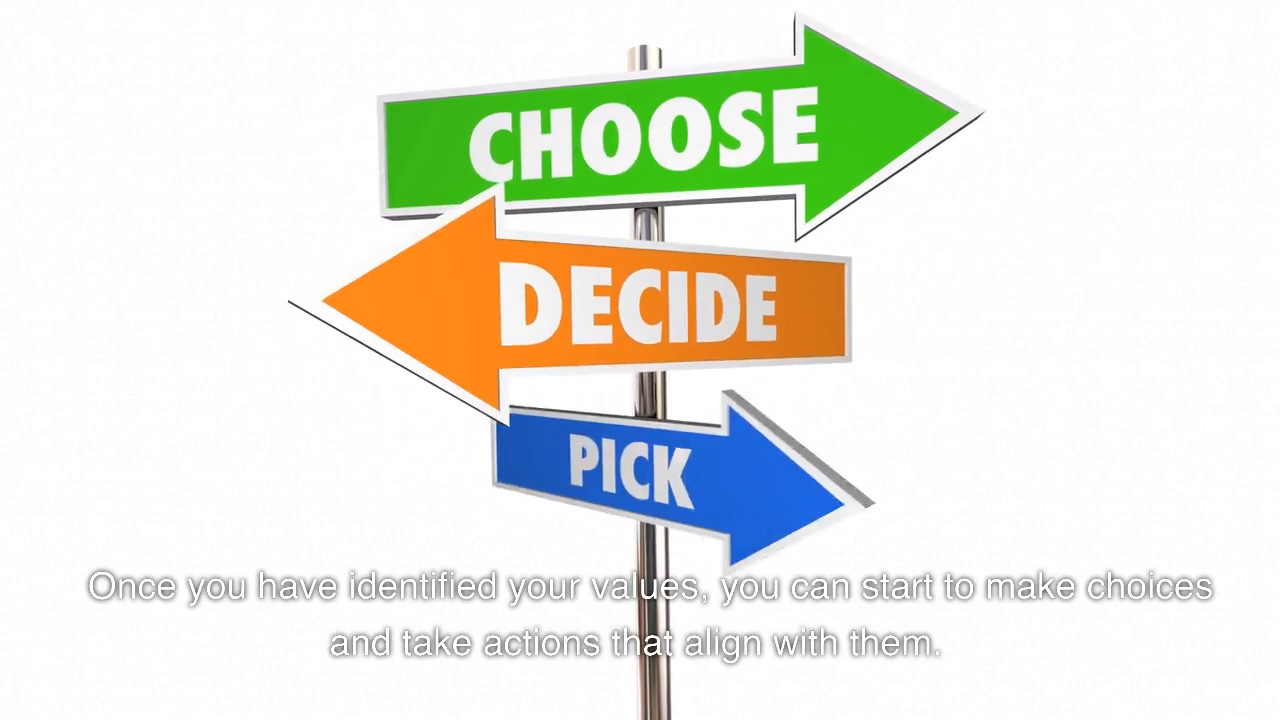 CHOOSE
DECIDE
PICK
Once you have identified your values, you can start to make choices
and take actions that align with them.